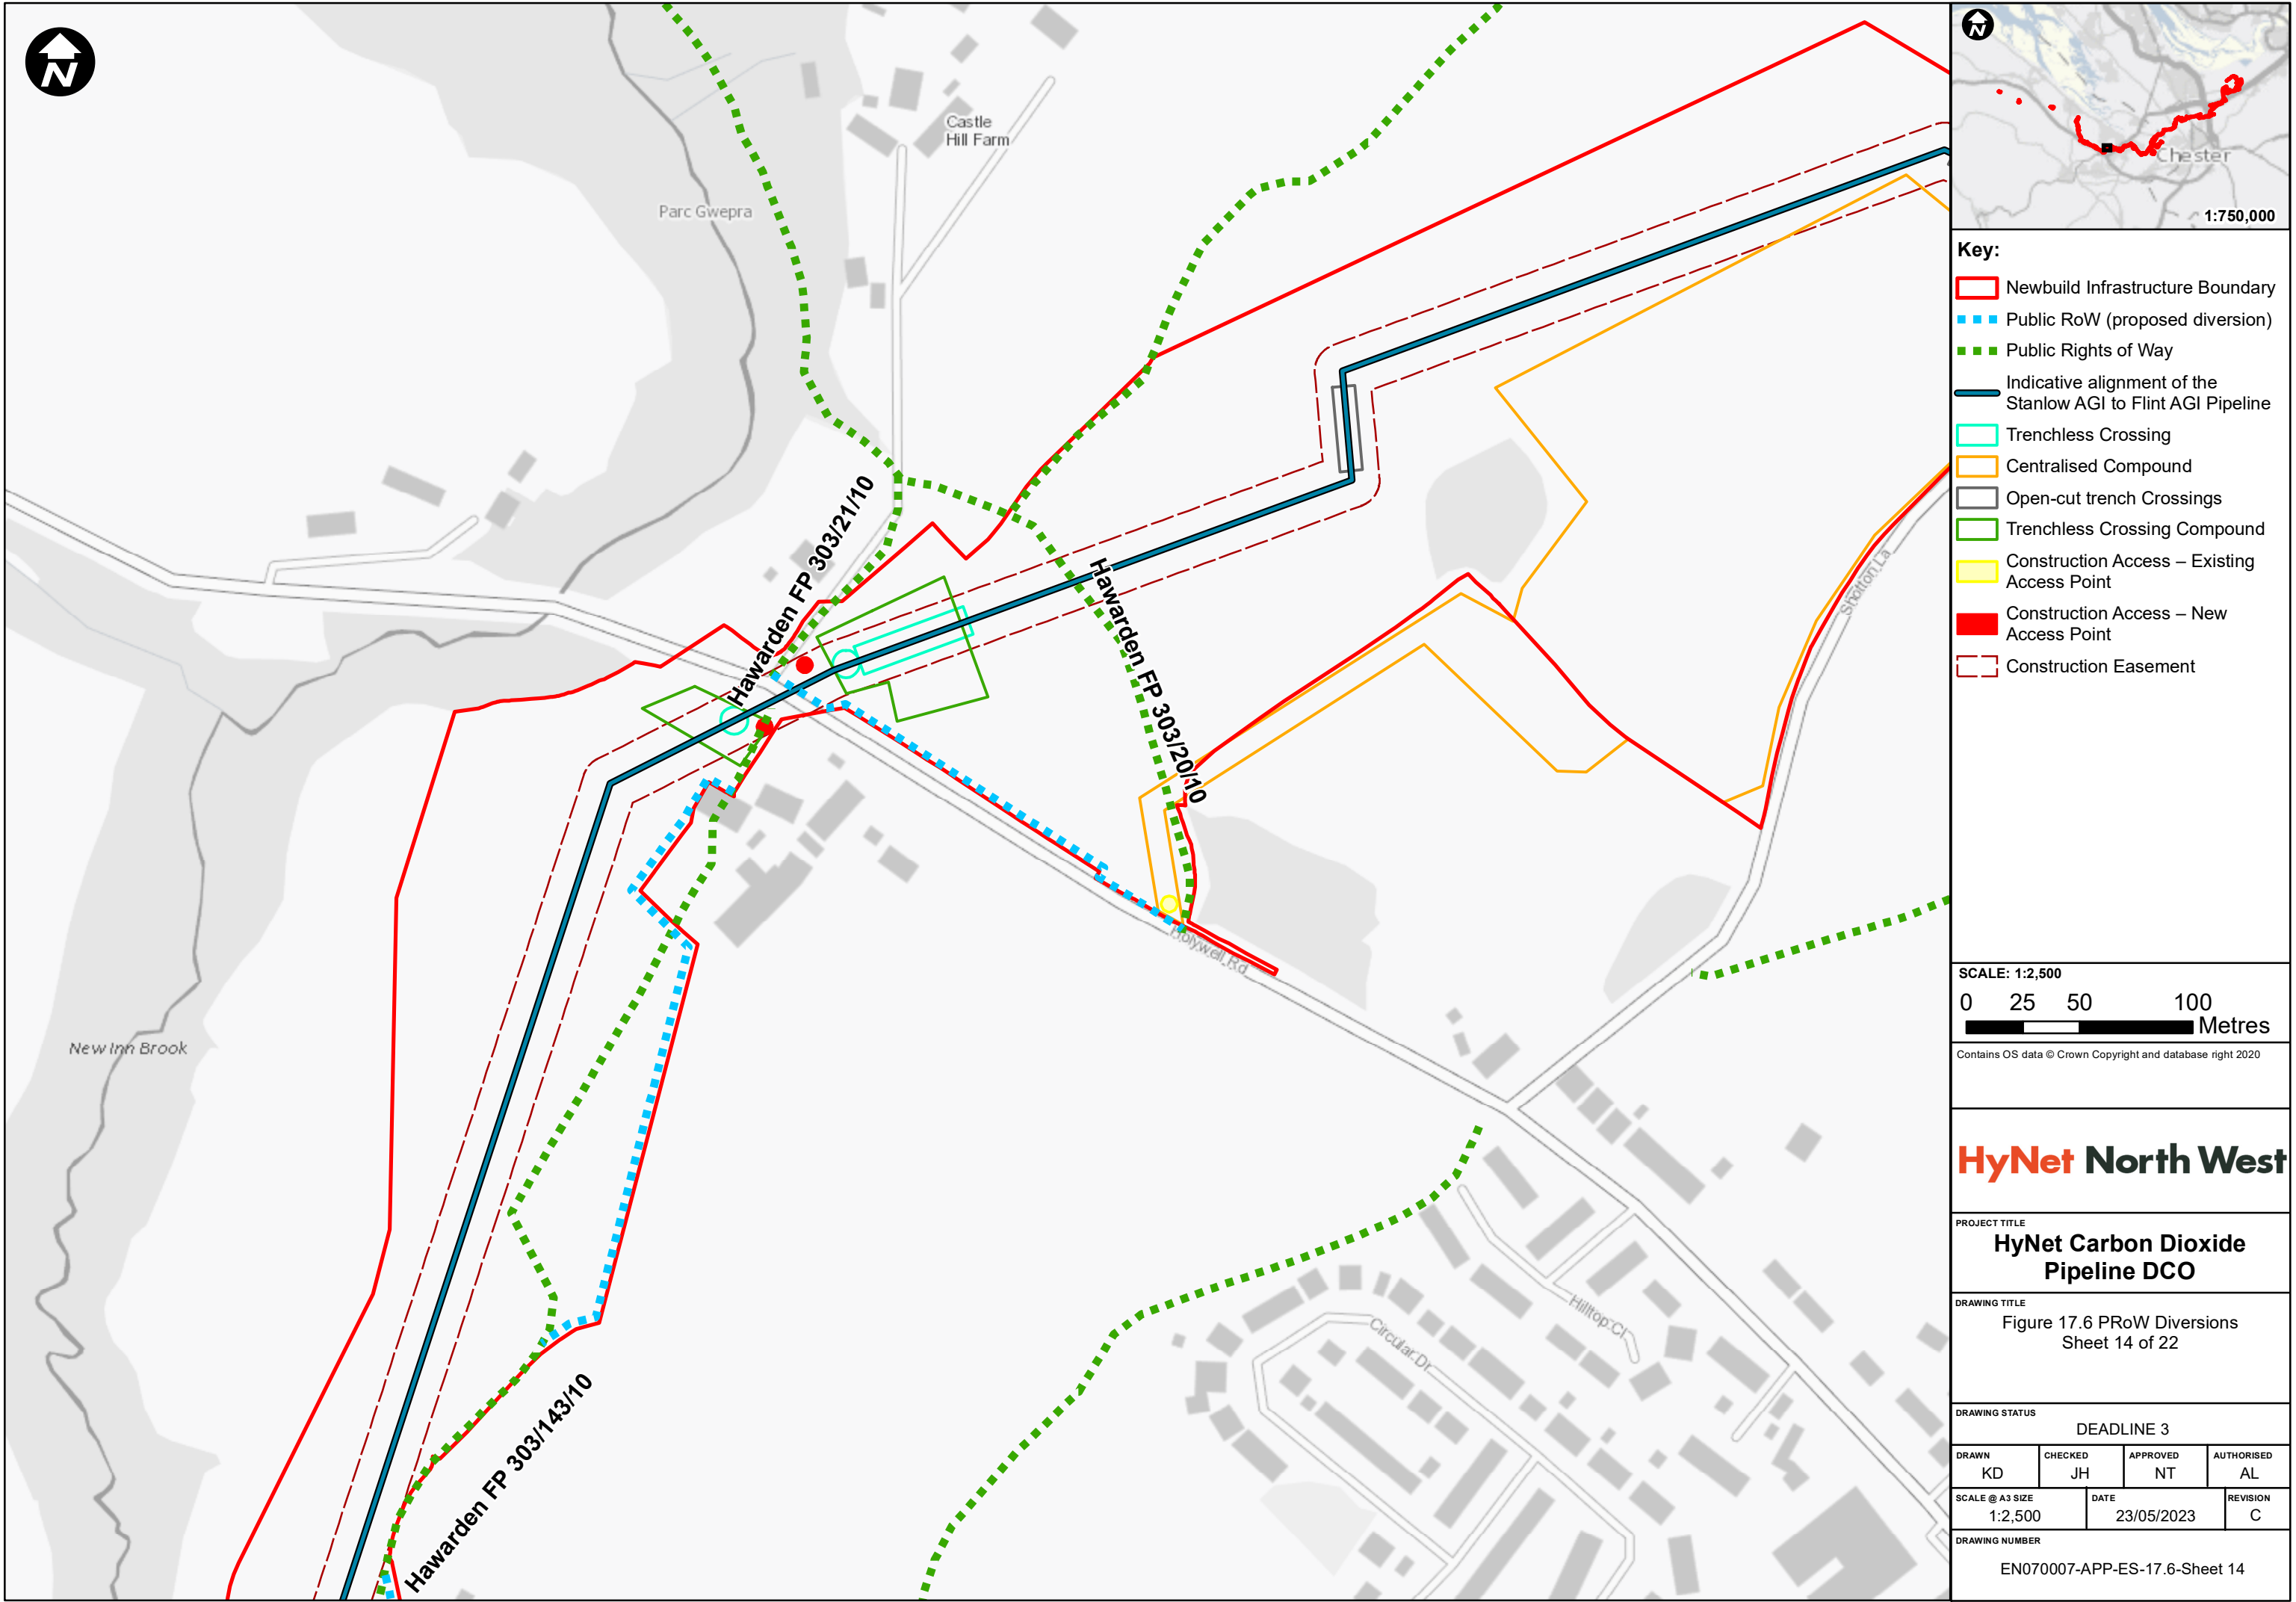 N
Castle
Hill Farm
Parc Gwepra
Hawarden FP 303/21/10
Hawarden FP 303/20/10
Shotton La
Holywell Rd
New Inn Brook
Hilltop Cl
Circular Dr
Hawarden FP 303/143/10
N
Chester
1:750,000
Key:
Newbuild Infrastructure Boundary
Public RoW (proposed diversion)
Public Rights of Way
Indicative alignment of the
Stanlow AGI to Flint AGI Pipeline
Trenchless Crossing
Centralised Compound
Open-cut trench Crossings
Trenchless Crossing Compound
Construction Access – Existing
Access Point
Construction Access – New
Access Point
Construction Easement
SCALE: 1:2,500
0 25 50 100
Metres
Contains OS data © Crown Copyright and database right 2020
HyNet North West
PROJECT TITLE
HyNet Carbon Dioxide
Pipeline DCO
DRAWING TITLE
Figure 17.6 PRoW Diversions
Sheet 14 of 22
DRAWING STATUS
DEADLINE 3
DRAWN CHECKED APPROVED AUTHORISED
KD JH NT AL
SCALE @ A3 SIZE DATE REVISION
1:2,500 23/05/2023 C
DRAWING NUMBER
EN070007-APP-ES-17.6-Sheet 14